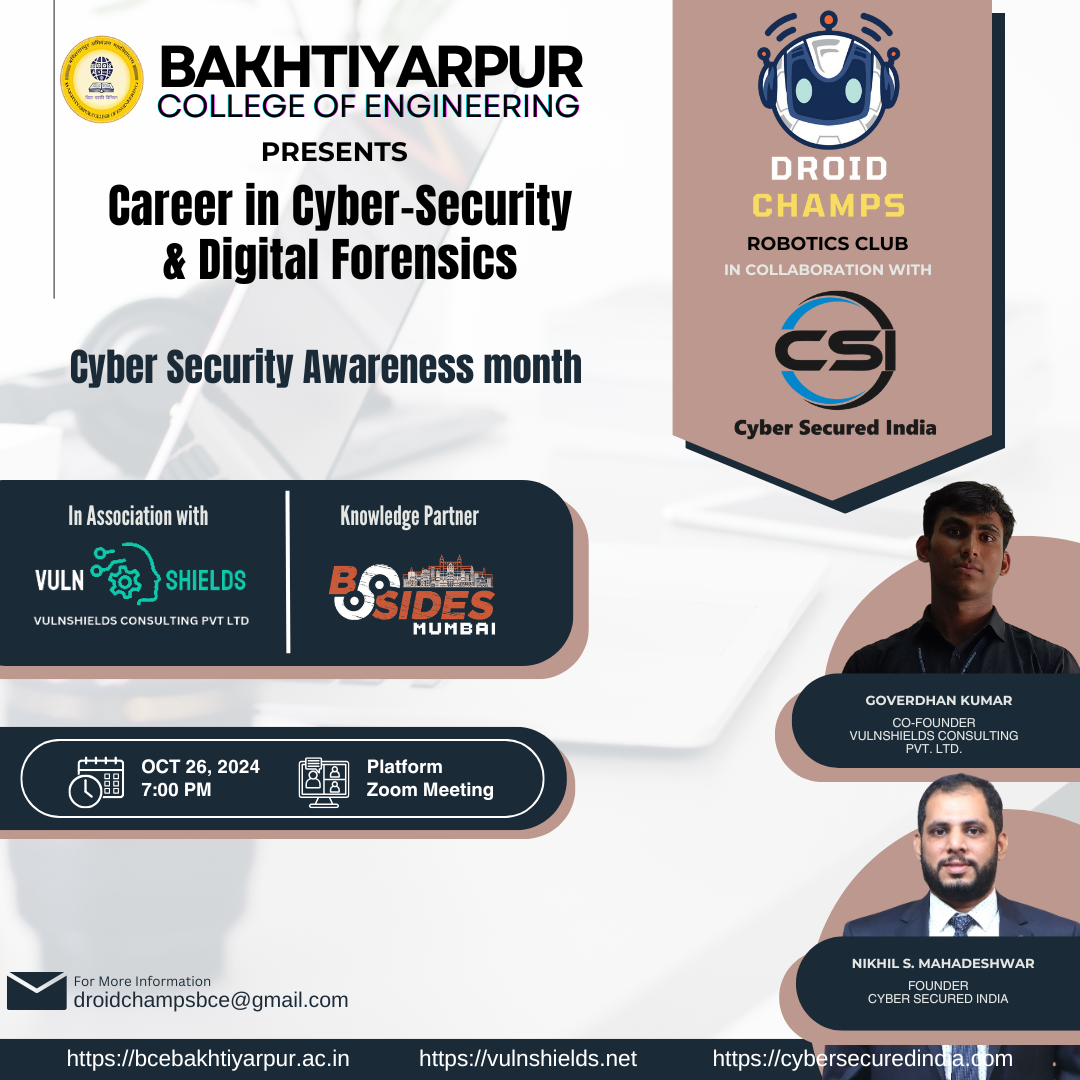 BAKHTIYARPUR
COLLEGE OF ENGINEERING
PRESENTS
Career in Cyber-Security
& Digital Forensics
Cyber Security Awareness month
DROID
CHAMPS
ROBOTICS CLUB
IN COLLABORATION WITH
CSI
Cyber Secured India
In Association with
VULN SHIELDS
VULNSHIELDS CONSULTING PVT LTD
Knowledge Partner
BSIDES
MUMBAI
OCT 26, 2024
7:00 PM
Platform
Zoom Meeting
GOVERDHAN KUMAR
CO-FOUNDER
VULNSHIELDS CONSULTING
PVT. LTD.
NIKHIL S. MAHADESHWAR
FOUNDER
CYBER SECURED INDIA
For More Information
droidchampsbce@gmail.com
https://bcebakhtiyarpur.ac.in
https://vulnshields.net
https://cybersecuredindia.com